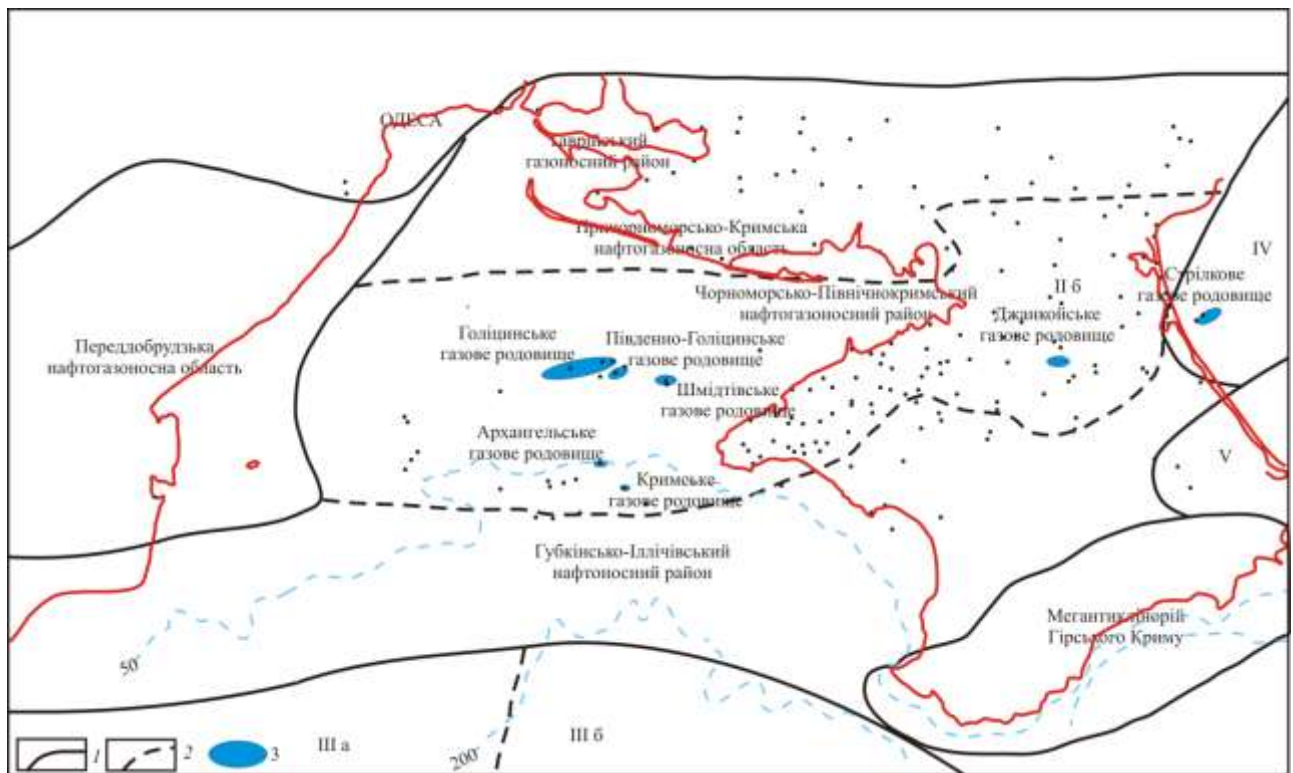 ОДЕСА
Таврійський
газоносний район
Причорноморсько-Кримська
нафтогазоносна область
IV
Стрілкове
газове родовище
II б
Чорноморсько-Північнокримський
нафтогазоносний район
Джанкойське
газове родовище
Голіцинське
газове родовище
Південно-Голіцинське
газове родовище
Переддобрудзька
нафтогазоносна область
Шмідтівське
газове родовище
Архангельське
газове родовище
V
Кримське
газове родовище
Губкінсько-Іллічівський
нафтоносний район
Мегантиклінорій
Гірського Криму
50
1
2
3
III а
III б
200